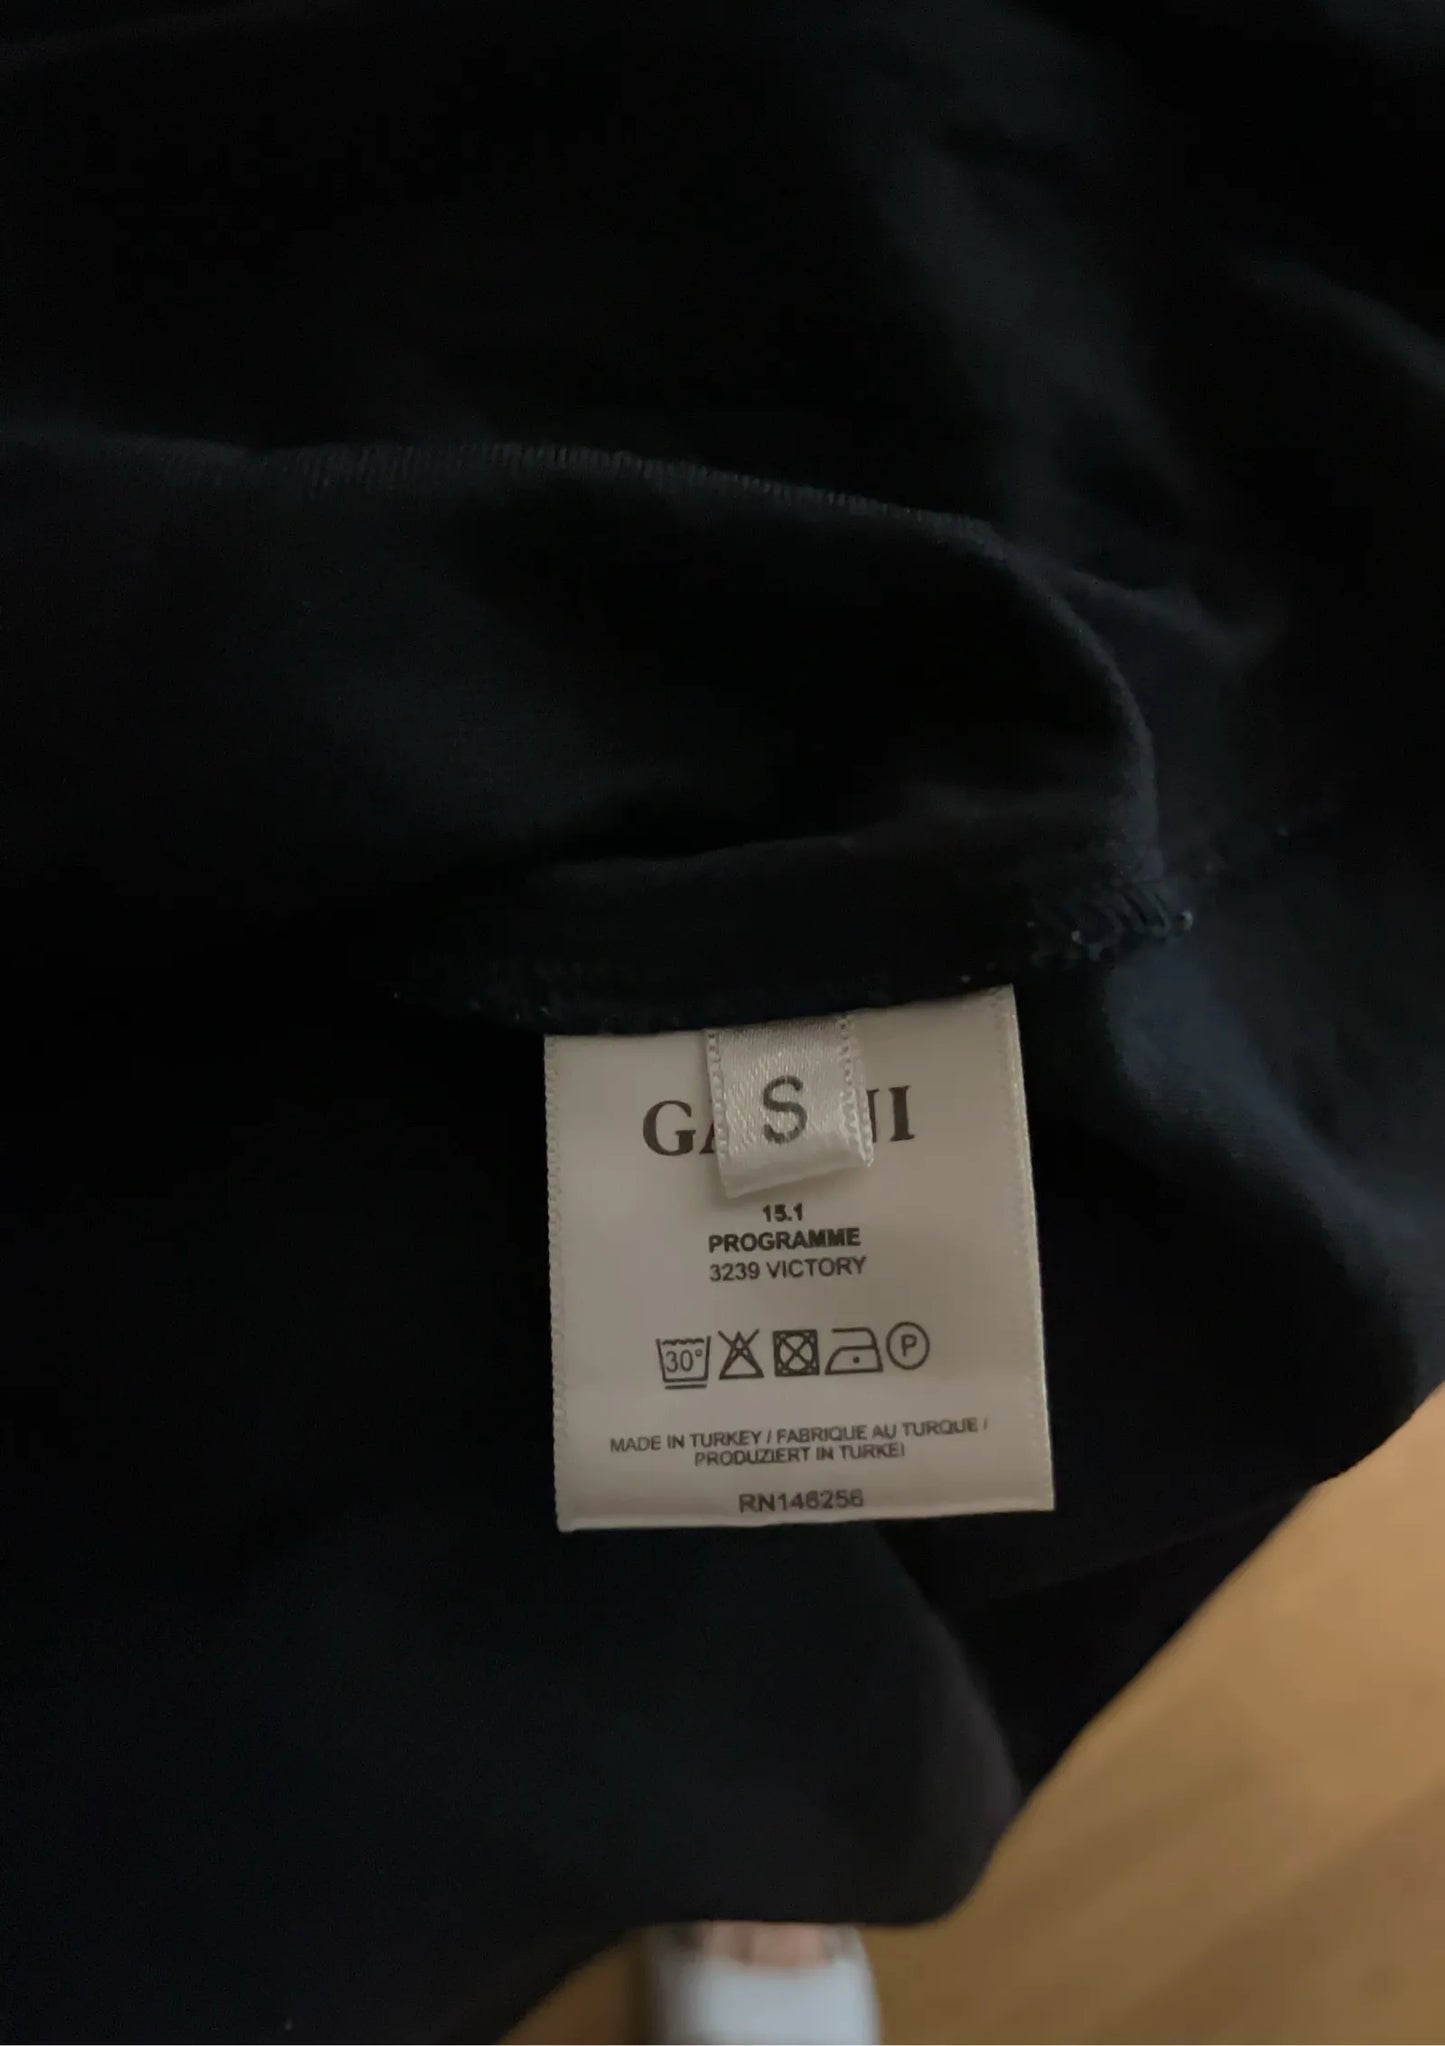 S
15.1
PROGRAMME
3239 VICTORY
30°
P
MADE IN TURKEY / FABRIQUE AU TURQUE /
PRODUZIERT IN TURKEI
RN146256